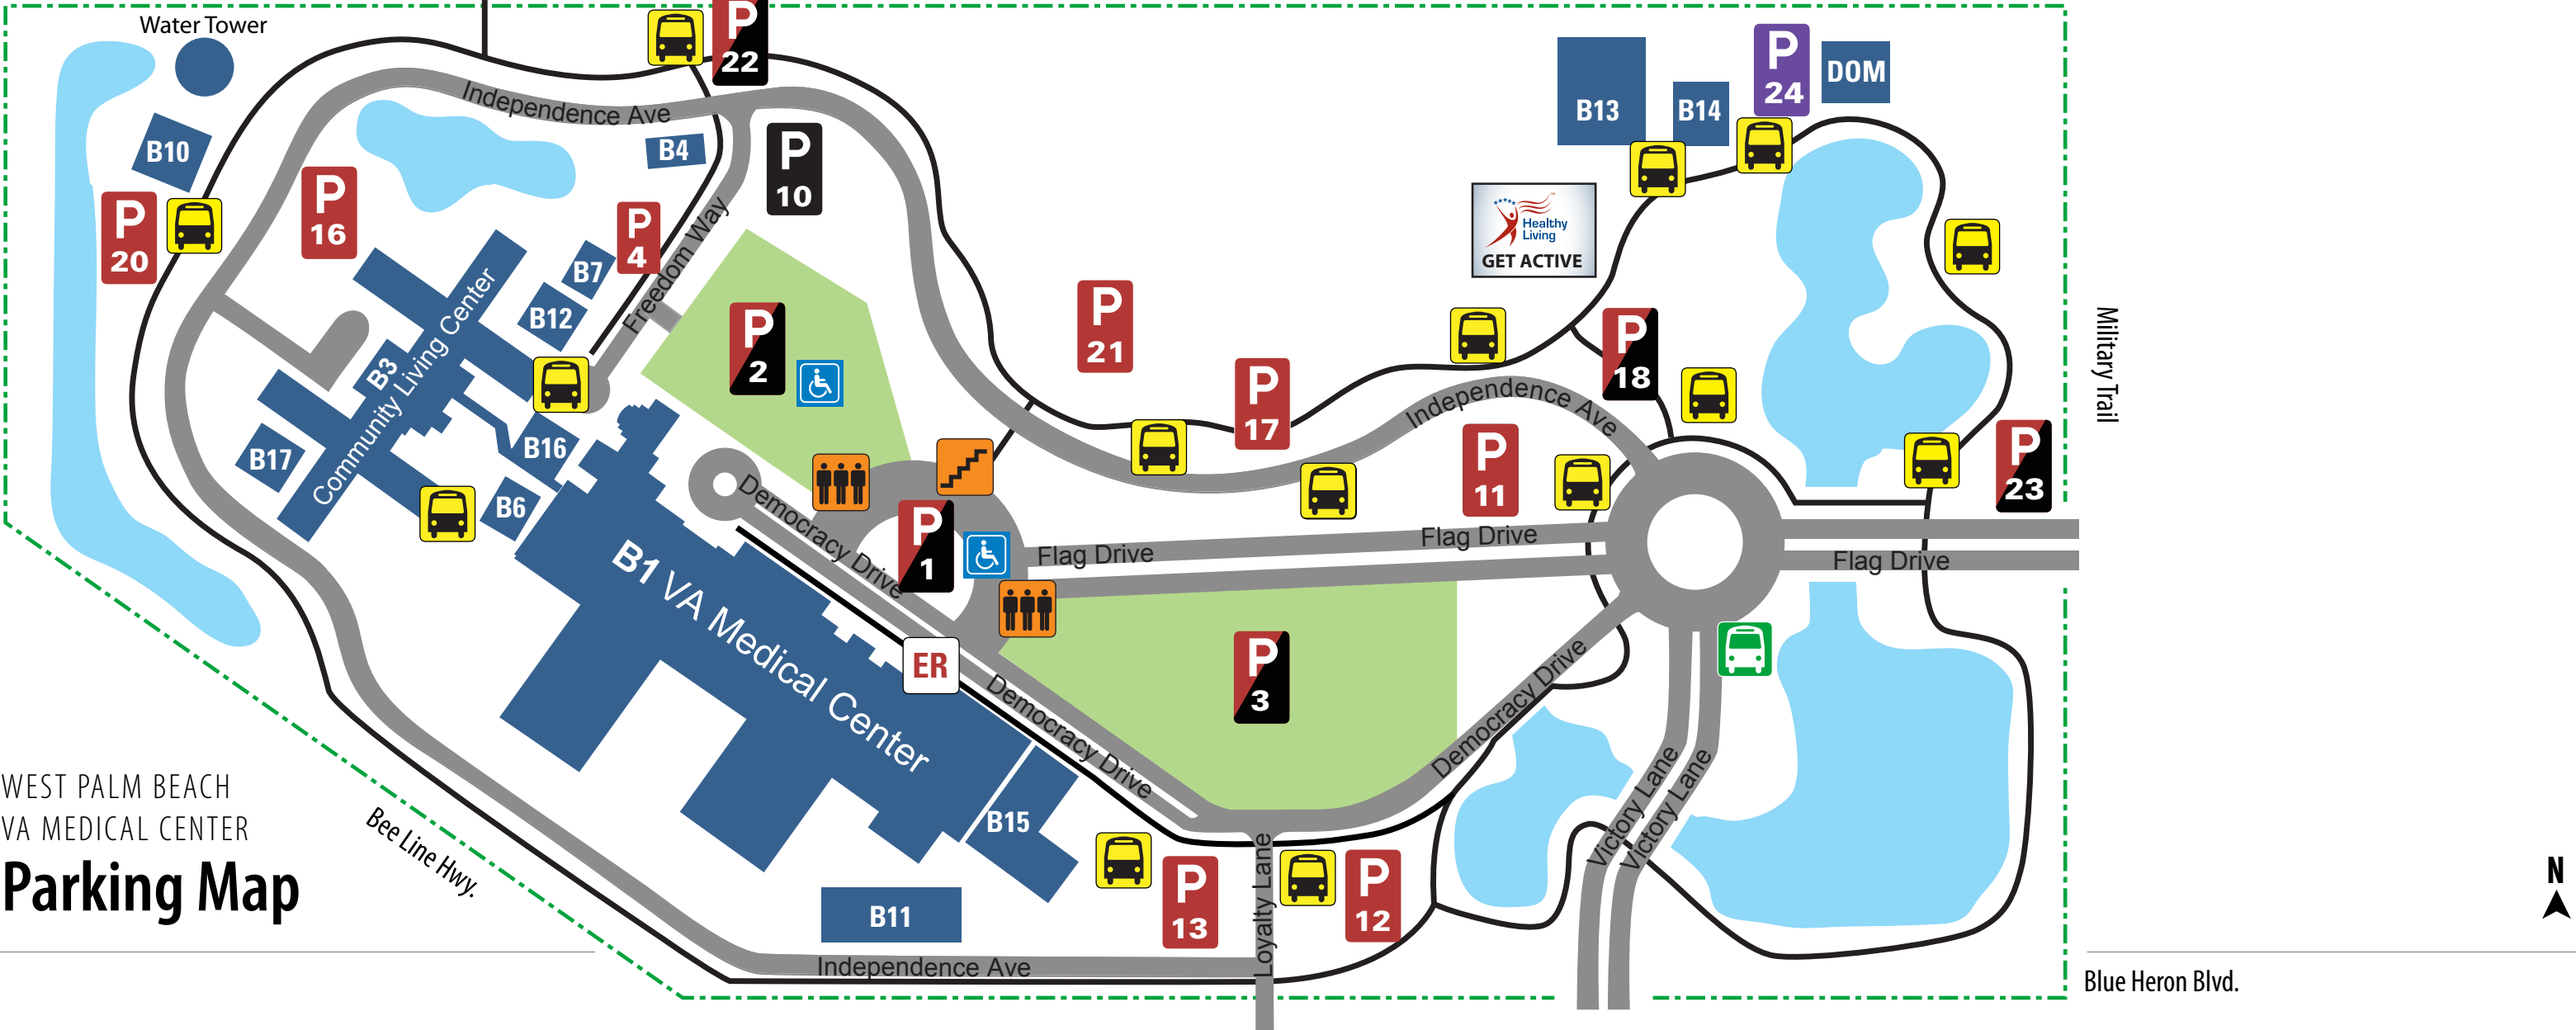 Water Tower
P
22
P
24
DOM
B13
B14
Independence Ave
B4
B10
P
10
P
16
P
20
P
4
B7
Freedom Way
Healthy
Living
GET ACTIVE
B12
P
21
P
2
P
18
Military Trail
B3
Community Living Center
P
17
Independence Ave
B16
B17
P
11
P
23
B6
Democracy Drive
P
1
Flag Drive
Flag Drive
Flag Drive
B1 VA Medical Center
ER
P
3
Democracy Drive
Democracy Drive
Victory Lane
Victory Lane
WEST PALM BEACH
VA MEDICAL CENTER
Parking Map
Bee Line Hwy.
B15
B11
P
13
Loyalty Lane
P
12
N
Independence Ave
Blue Heron Blvd.